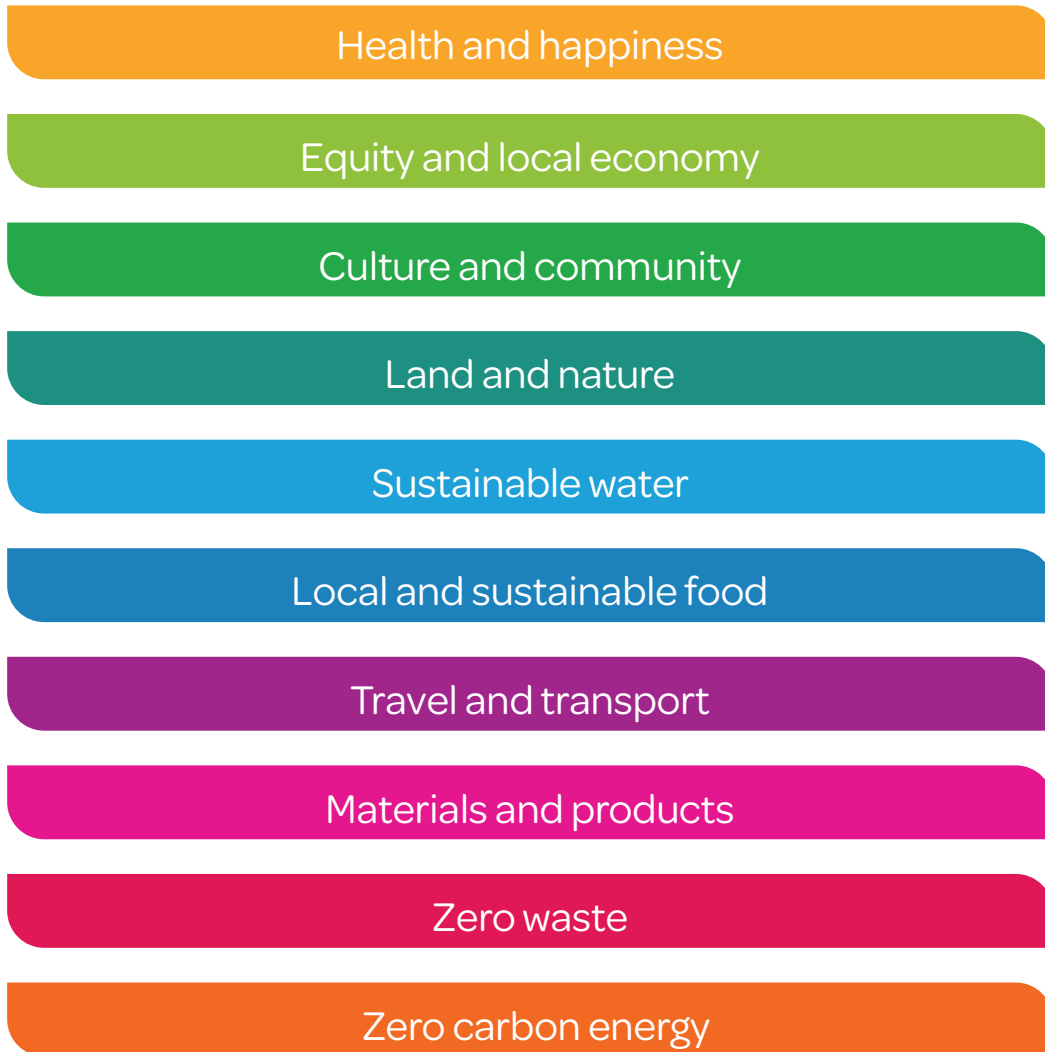 Health and happiness
Equity and local economy
Culture and community
Land and nature
Sustainable water
Local and sustainable food
Travel and transport
Materials and products
Zero waste
Zero carbon energy